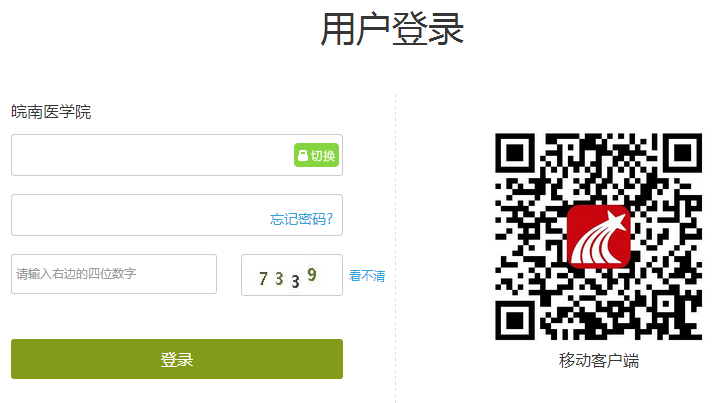 用户登录
皖南医学院
切换
忘记密码?
请输入右边的四位数字
7339
看不清
登录
移动客户端